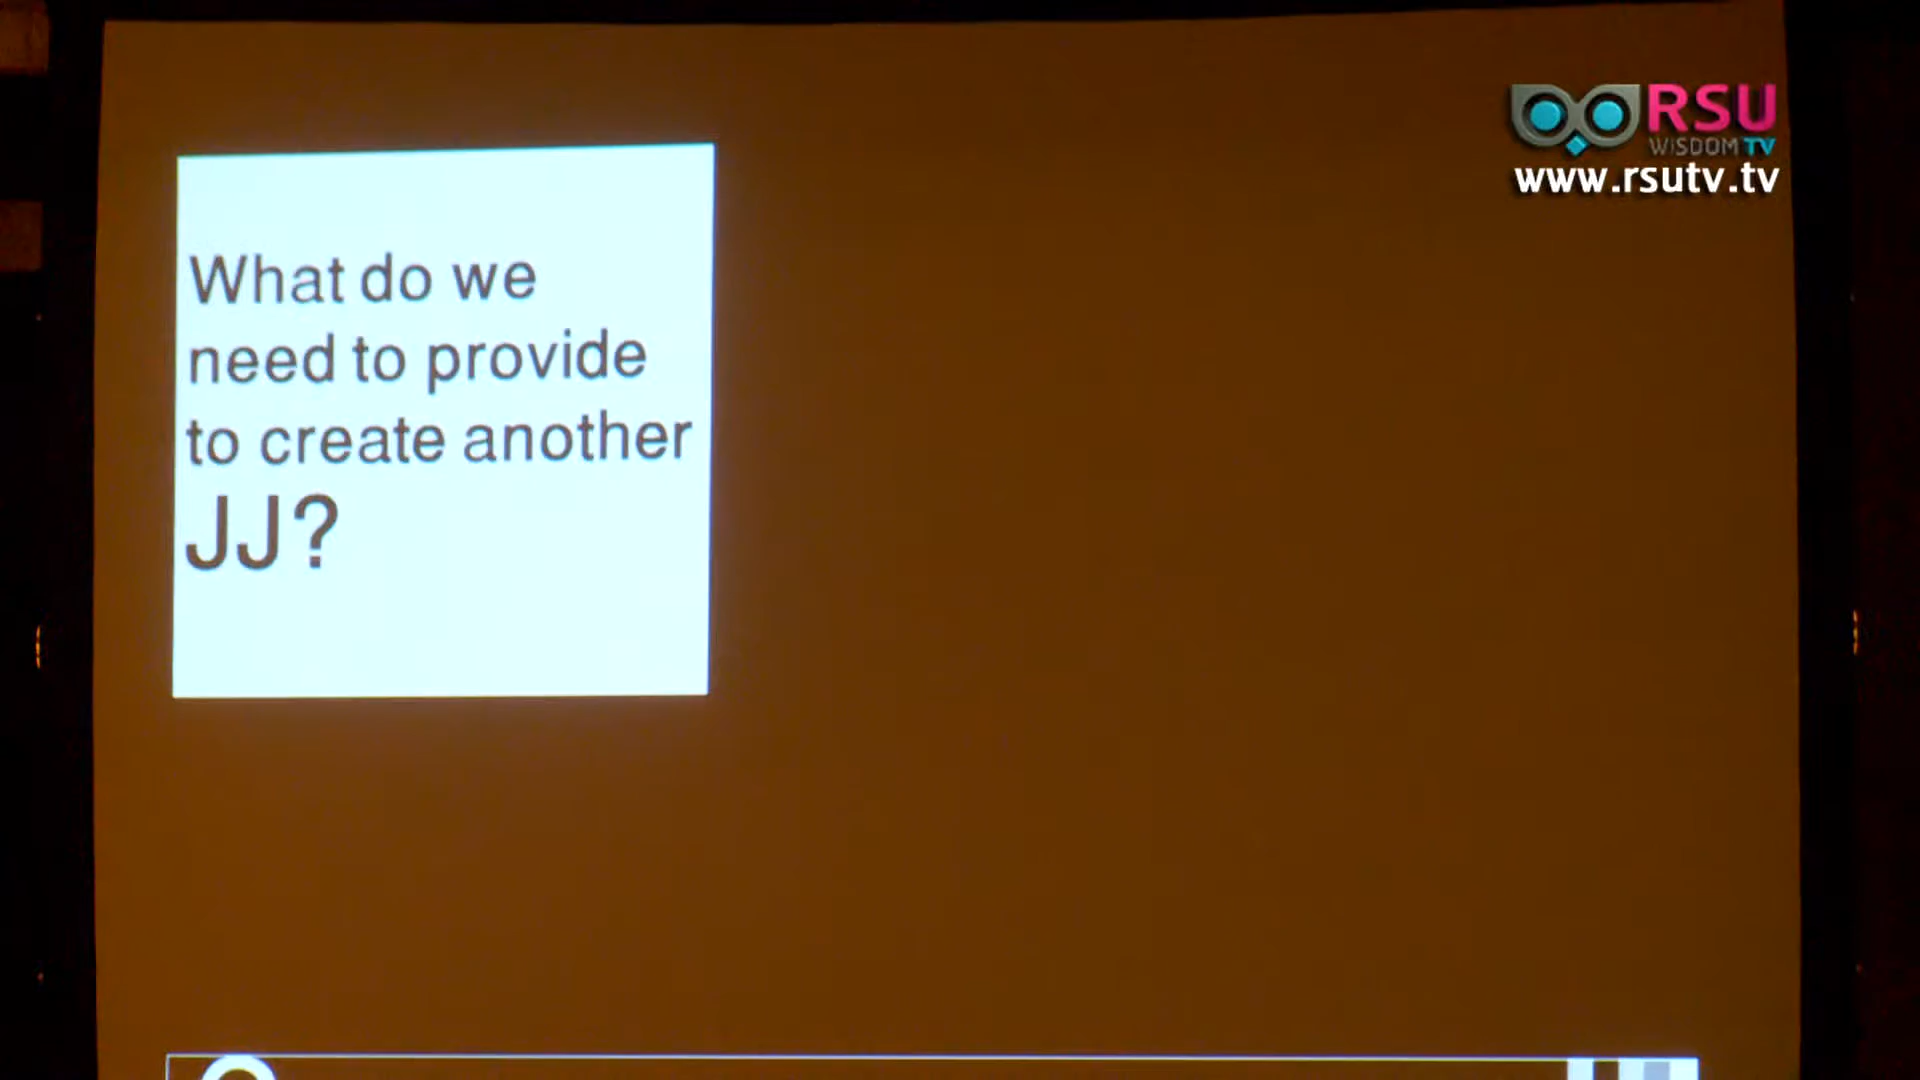 What do we
need to provide
to create another
JJ?
RSU
WISDOM TV
www.rsutv.tv